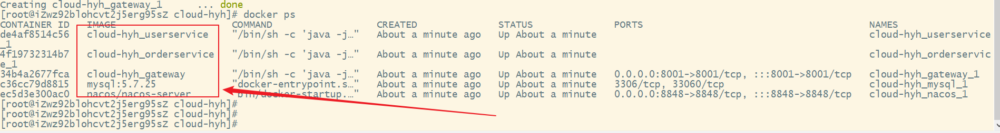 Creating cloud-hyh_gateway_1      ... done
[root@iZwz92blohcvt2j5erg95sZ cloud-hyh]# docker ps
CONTAINER ID   IMAGE                    COMMAND                  CREATED              STATUS              PORTS                                       NAMES
de4af8514c56   cloud-hyh_userservice    "/bin/sh -c 'java -j…"   About a minute ago   Up About a minute                                               cloud-hyh_userservice
_1
4f19732314b7   cloud-hyh_orderservice   "/bin/sh -c 'java -j…"   About a minute ago   Up About a minute                                               cloud-hyh_orderservic
e_1
34b4a2677fca   cloud-hyh_gateway        "/bin/sh -c 'java -j…"   About a minute ago   Up About a minute   0.0.0.0:8001->8001/tcp, :::8001->8001/tcp   cloud-hyh_gateway_1
c36cc79d8815   mysql:5.7.25             "docker-entrypoint.s…"   About a minute ago   Up About a minute   3306/tcp, 33060/tcp                         cloud-hyh_mysql_1
ec5d3e300ac0   nacos/nacos-server       "bin/docker-startup.…"   About a minute ago   Up About a minute   0.0.0.0:8848->8848/tcp, :::8848->8848/tcp   cloud-hyh_nacos_1
[root@iZwz92blohcvt2j5erg95sZ cloud-hyh]#
[root@iZwz92blohcvt2j5erg95sZ cloud-hyh]#
[root@iZwz92blohcvt2j5erg95sZ cloud-hyh]#